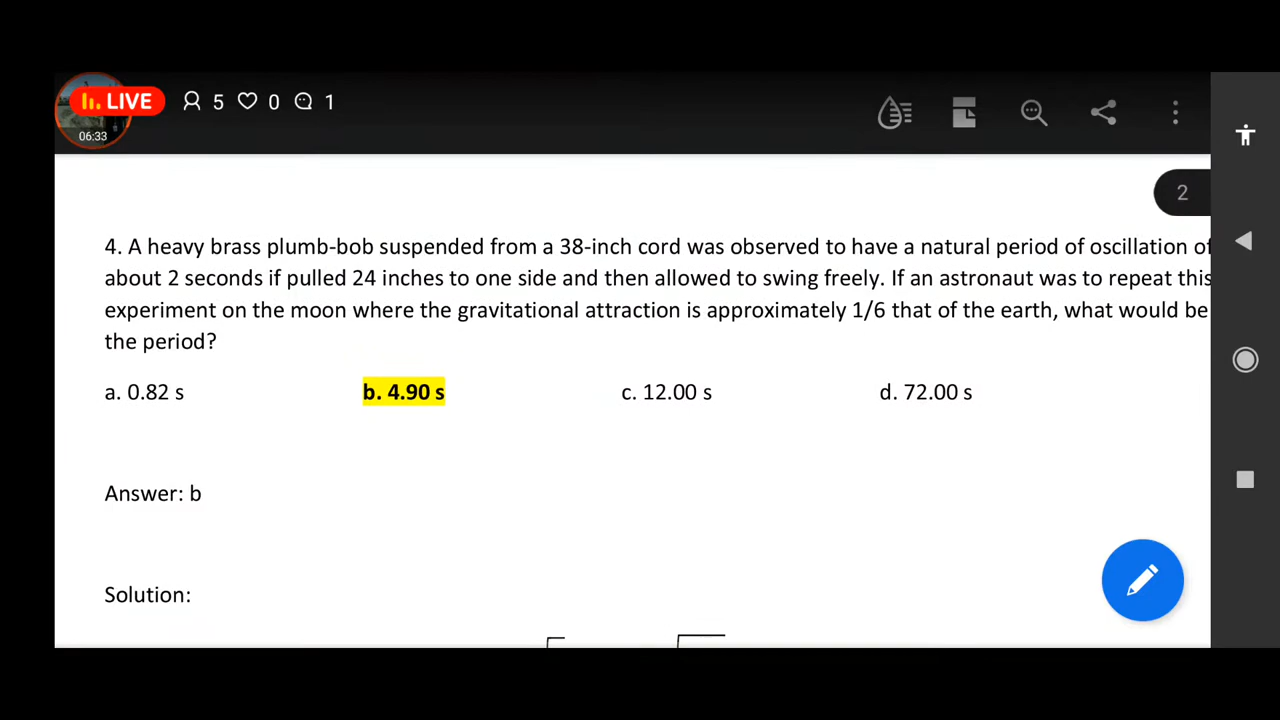 LIVE 5 0 1
06:33
2
4. A heavy brass plumb-bob suspended from a 38-inch cord was observed to have a natural period of oscillation of
about 2 seconds if pulled 24 inches to one side and then allowed to swing freely. If an astronaut was to repeat this
experiment on the moon where the gravitational attraction is approximately 1/6 that of the earth, what would be
the period?
a. 0.82 s b. 4.90 s c. 12.00 s d. 72.00 s
Answer: b
Solution: